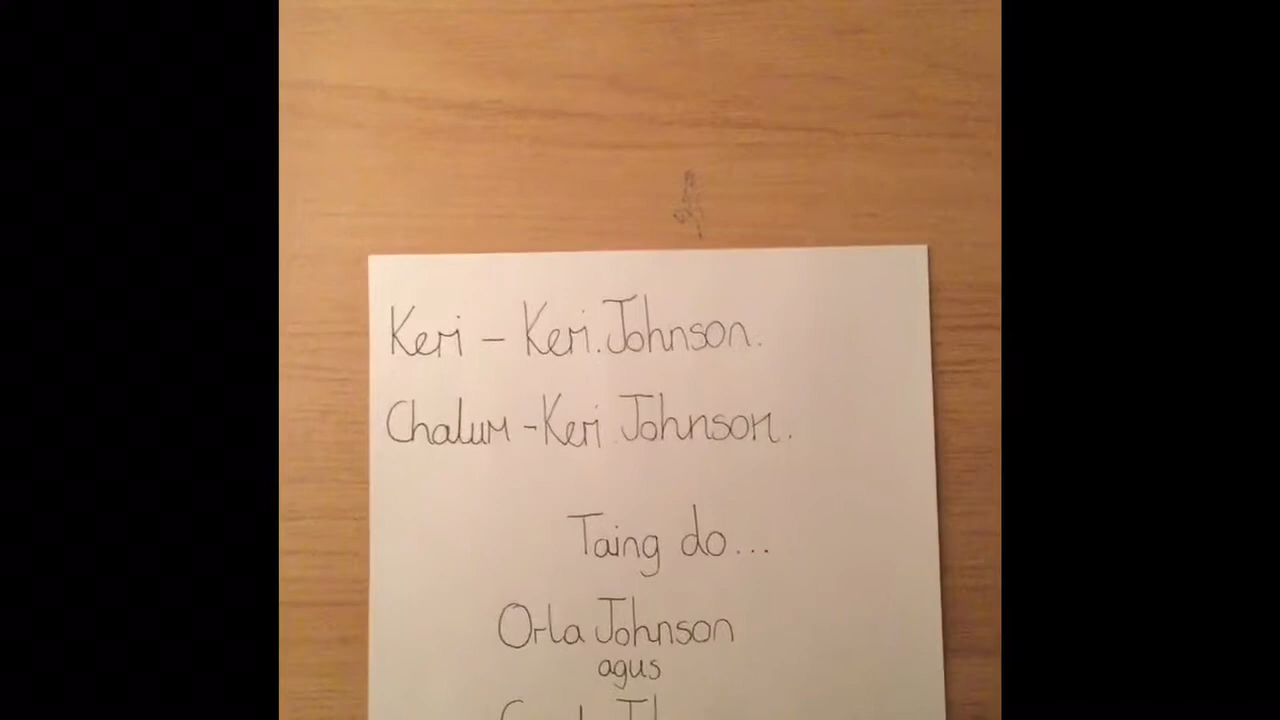 Keri – Keri Johnson.
Chalum - Keri Johnson.
Taing do...
Orla Johnson
agus